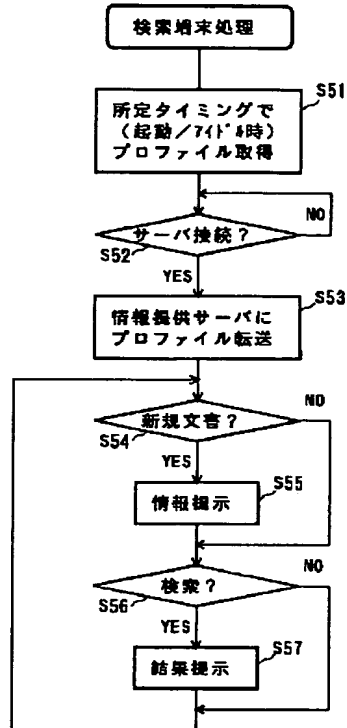 検索端末処理
S51
所定タイミングで
(起動/アイドル時)
プロファイル取得
NO
サーバ接続?
S52
YES
S53
情報提供サーバに
プロファイル転送
NO
新規文書?
S54
YES
S55
情報提示
NO
検索?
S56
YES
S57
結果提示